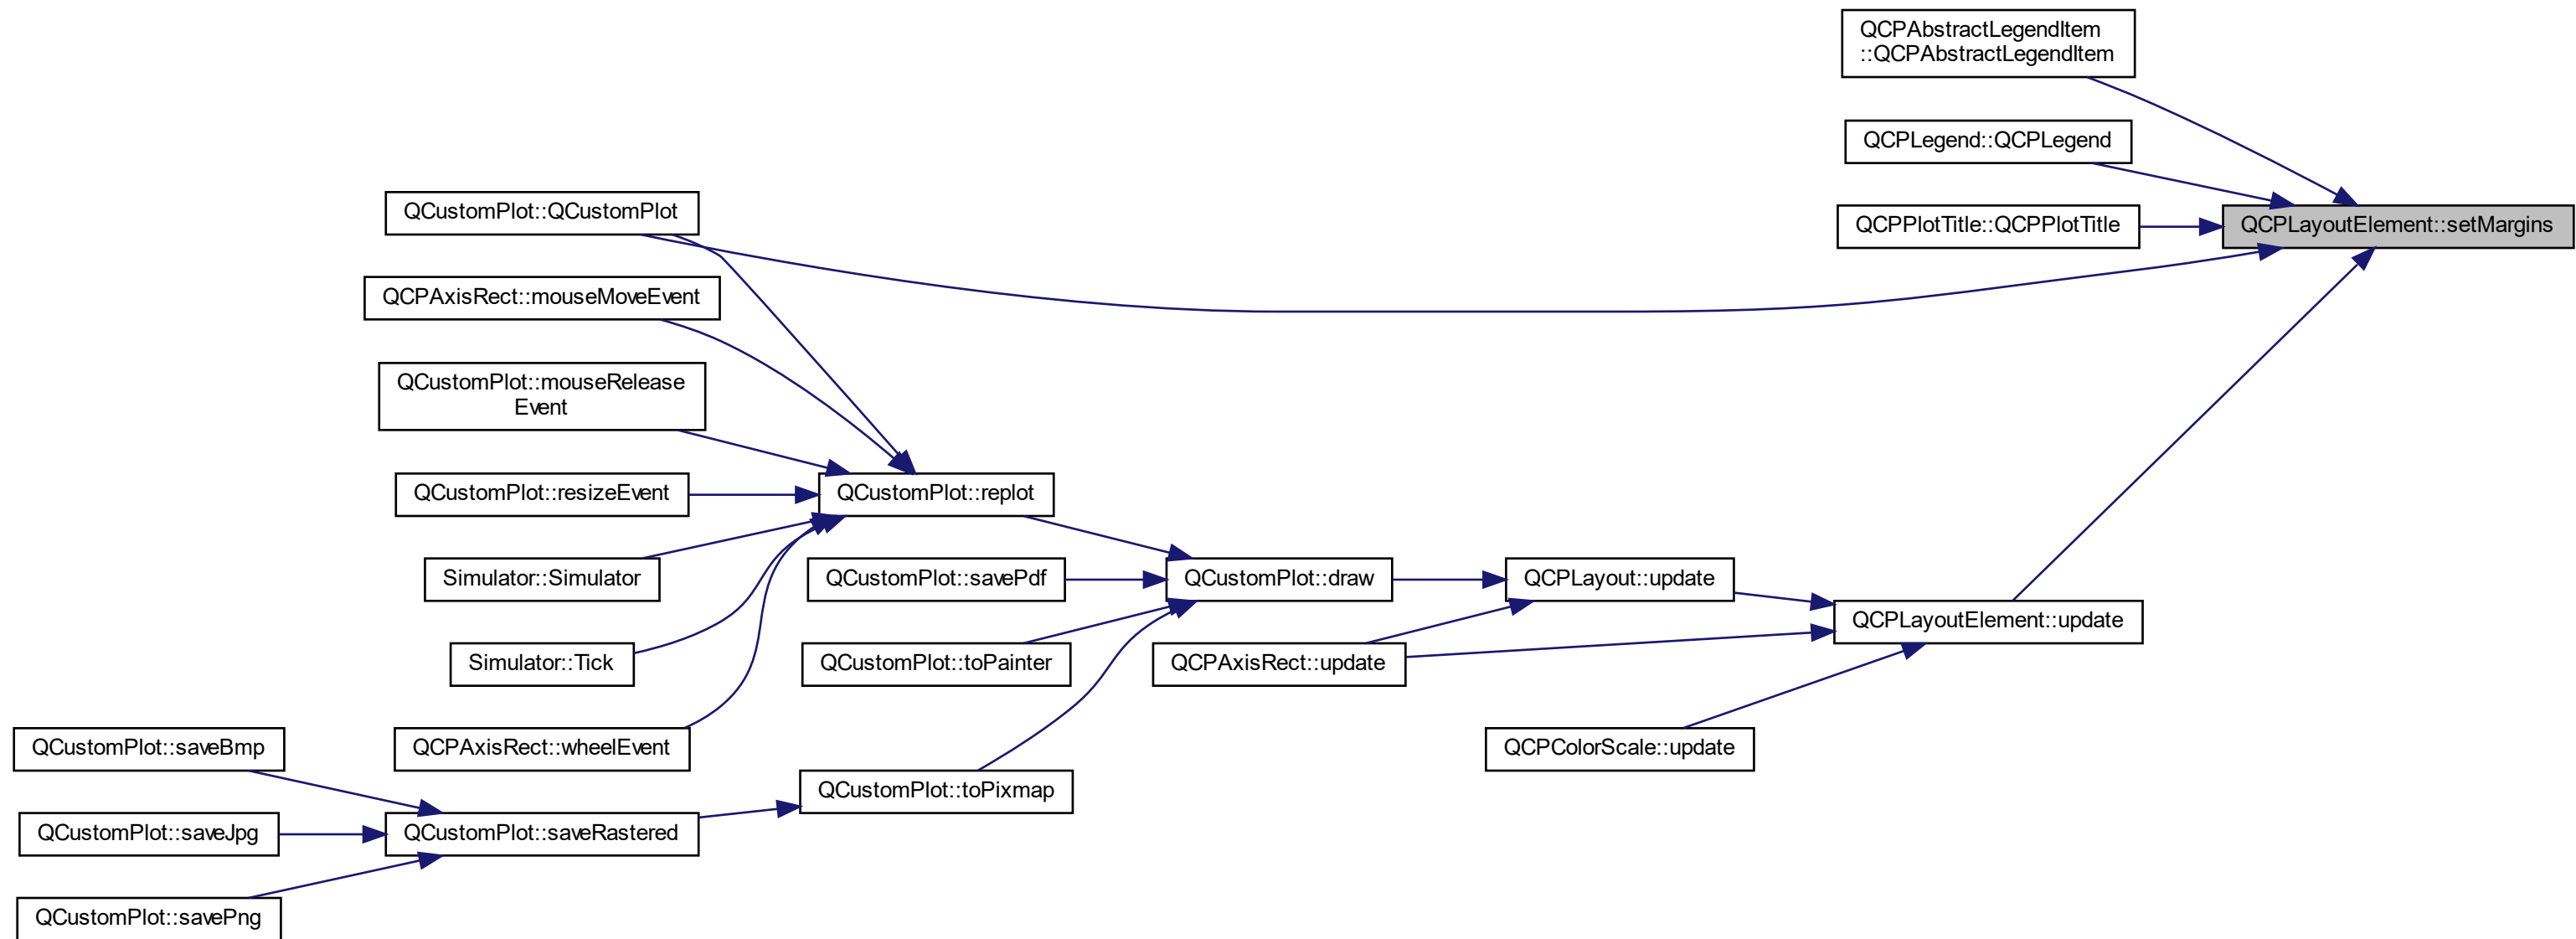 QCPAbstractLegendItem
::QCPAbstractLegendItem
QCPLegend::QCPLegend
QCustomPlot::QCustomPlot
QCPPlotTitle::QCPPlotTitle
QCPLayoutElement::setMargins
QCPAxisRect::mouseMoveEvent
QCustomPlot::mouseRelease
Event
QCustomPlot::resizeEvent
QCustomPlot::replot
Simulator::Simulator
QCustomPlot::savePdf
QCustomPlot::draw
QCPLayout::update
QCPLayoutElement::update
Simulator::Tick
QCustomPlot::toPainter
QCPAxisRect::update
QCustomPlot::saveBmp
QCPAxisRect::wheelEvent
QCPColorScale::update
QCustomPlot::toPixmap
QCustomPlot::saveJpg
QCustomPlot::saveRastered
QCustomPlot::savePng